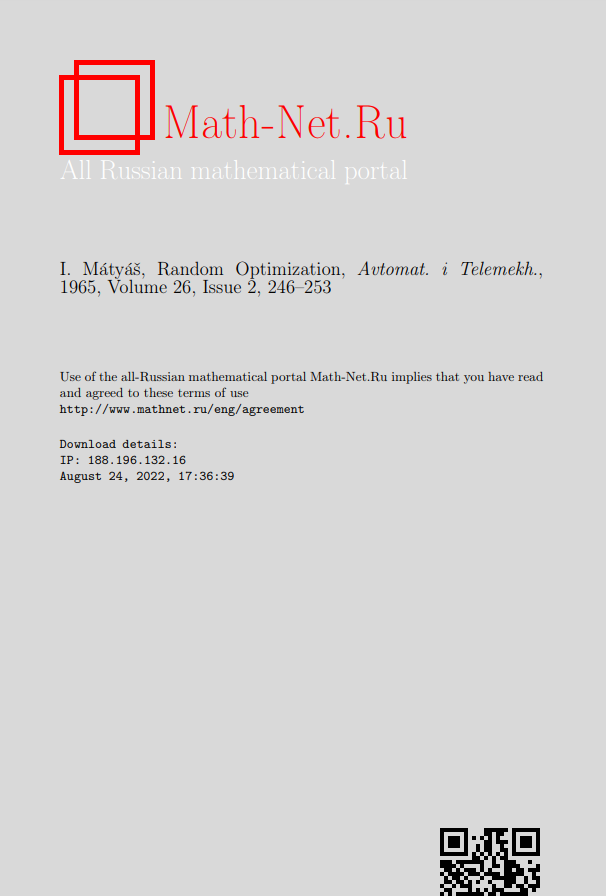 Math-Net.Ru
All Russian mathematical portal
I. Mátyáš, Random Optimization, Avtomat. i Telemekh.,
1965, Volume 26, Issue 2, 246–253
Use of the all-Russian mathematical portal Math-Net.Ru implies that you have read
and agreed to these terms of use
http://www.mathnet.ru/eng/agreement
Download details:
IP: 188.196.132.16
August 24, 2022, 17:36:39